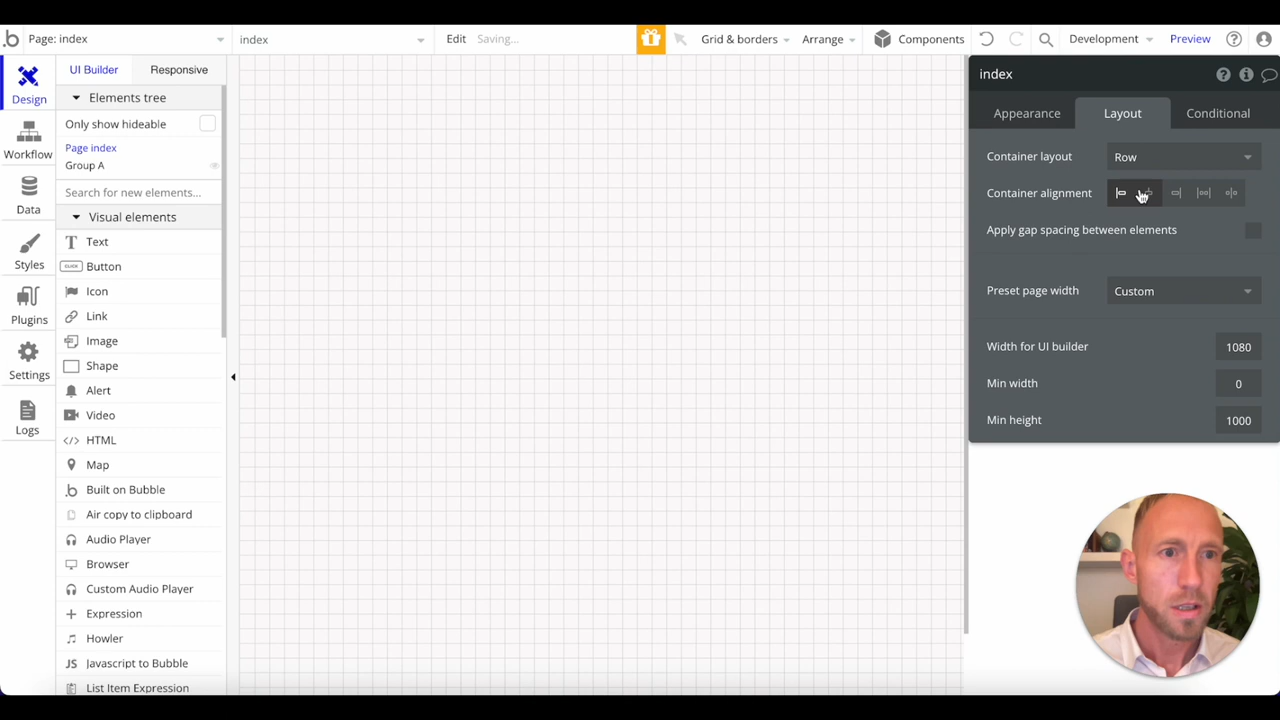 Page: index
index
Edit
Saving...
Grid & borders
Arrange
Components
Development
Preview
UI Builder
Responsive
Design
Workflow
Data
Styles
Plugins
Settings
Logs
Elements tree
Only show hideable
Page index
Group A
Search for new elements...
Visual elements
Text
CLICK Button
Icon
Link
Image
Shape
Alert
Video
</> HTML
Map
Built on Bubble
Air copy to clipboard
Audio Player
Browser
Custom Audio Player
Expression
Howler
JS Javascript to Bubble
List Item Expression
index
Appearance
Layout
Conditional
Container layout
Row
Container alignment
Apply gap spacing between elements
Preset page width
Custom
Width for UI builder
1080
Min width
0
Min height
1000